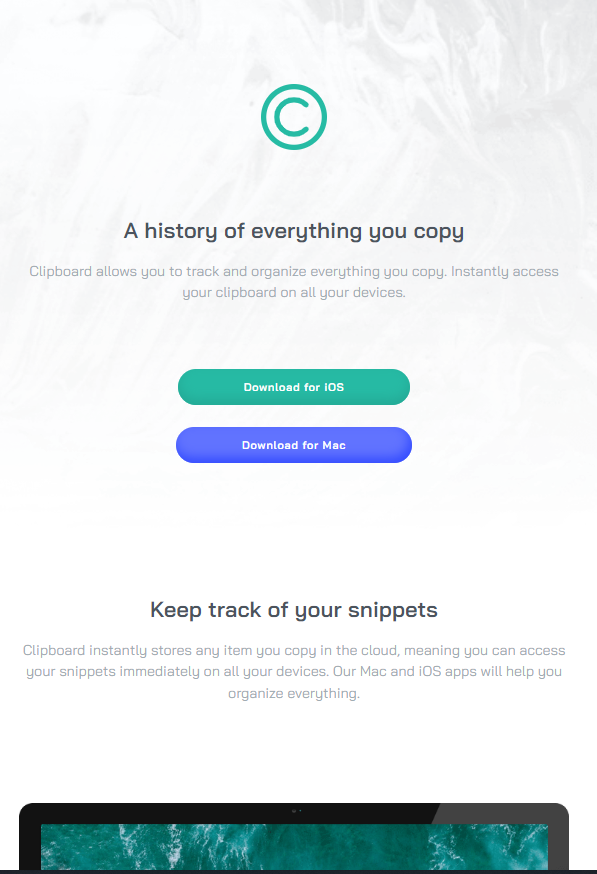 A history of everything you copy
Clipboard allows you to track and organize everything you copy. Instantly access
your clipboard on all your devices.
Download for iOS
Download for Mac
Keep track of your snippets
Clipboard instantly stores any item you copy in the cloud, meaning you can access
your snippets immediately on all your devices. Our Mac and iOS apps will help you
organize everything.